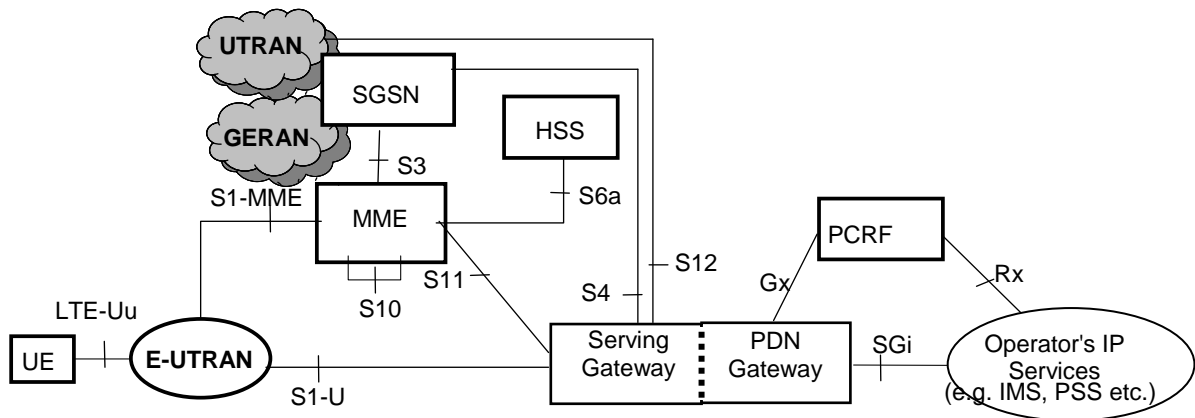 UTRAN
SGSN
GERAN
HSS
S3
S1-MME
S6a
MME
PCRF
S12
S11
Gx
Rx
S4
S10
LTE-Uu
Serving
Gateway
PDN
Gateway
SGi
Operator's IP
Services
(e.g. IMS, PSS etc.)
UE
E-UTRAN
S1-U